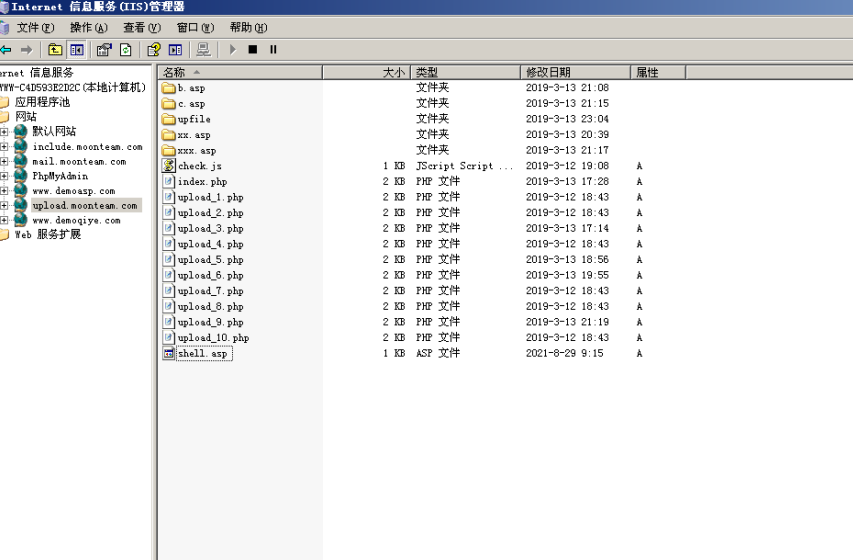 Internet 信息服务(IIS)管理器
文件(F) 操作(A) 查看(V) 窗口(W) 帮助(H)
ernet 信息服务
WW-C4D593E2D2C(本地计算机)
应用程序池
网站
默认网站
include.moonteam.com
mail.moonteam.com
PhpMyAdmin
www.demoasp.com
upload.moonteam.com
www.demoqiye.com
Web 服务扩展
名称 大小 类型 修改日期 属性
b.asp 文件夹 2019-3-13 21:08
c.asp 文件夹 2019-3-13 21:15
upfile 文件夹 2019-3-13 23:04
xx.asp 文件夹 2019-3-13 20:39
xxx.asp 文件夹 2019-3-13 21:17
check.js 1 KB JScript Script ... 2019-3-12 19:08 A
index.php 2 KB PHP 文件 2019-3-13 17:28 A
upload_1.php 2 KB PHP 文件 2019-3-12 18:43 A
upload_2.php 2 KB PHP 文件 2019-3-12 18:43 A
upload_3.php 2 KB PHP 文件 2019-3-13 17:14 A
upload_4.php 2 KB PHP 文件 2019-3-12 18:43 A
upload_5.php 2 KB PHP 文件 2019-3-13 18:56 A
upload_6.php 2 KB PHP 文件 2019-3-13 19:55 A
upload_7.php 2 KB PHP 文件 2019-3-12 18:43 A
upload_8.php 2 KB PHP 文件 2019-3-12 18:43 A
upload_9.php 2 KB PHP 文件 2019-3-13 21:19 A
upload_10.php 2 KB PHP 文件 2019-3-12 18:43 A
shell.asp 1 KB ASP 文件 2021-8-29 9:15 A